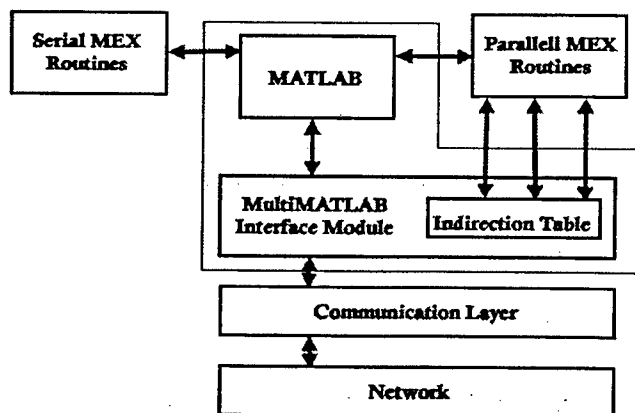 Serial MEX
Routines
MATLAB
Parallell MEX
Routines
MultiMATLAB
Interface Module
Indirection Table
Communication Layer
Network